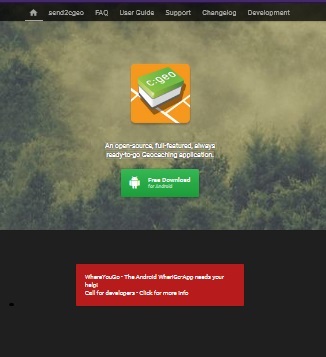 send2cgeo FAQ User Guide Support Changelog Development
c:geo
An open-source, full-featured, always
ready-to-go Geocaching application.
Free Download
for Android
WhereYouGo - The Android WherIGo-App needs your
help!
Call for developers - Click for more info